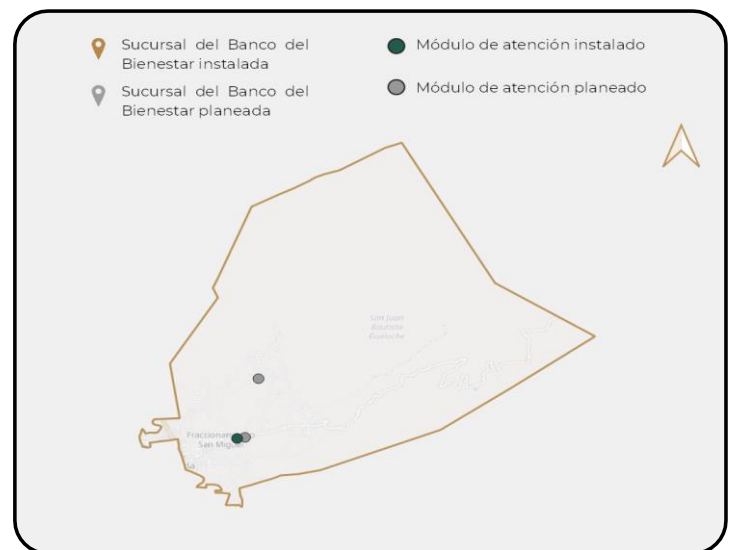 Sucursal del Banco del
Bienestar instalada
Sucursal del Banco del
Bienestar planeada
Módulo de atención instalado
Módulo de atención planeado
San Juan
Bautista
Guelache
San Miguel